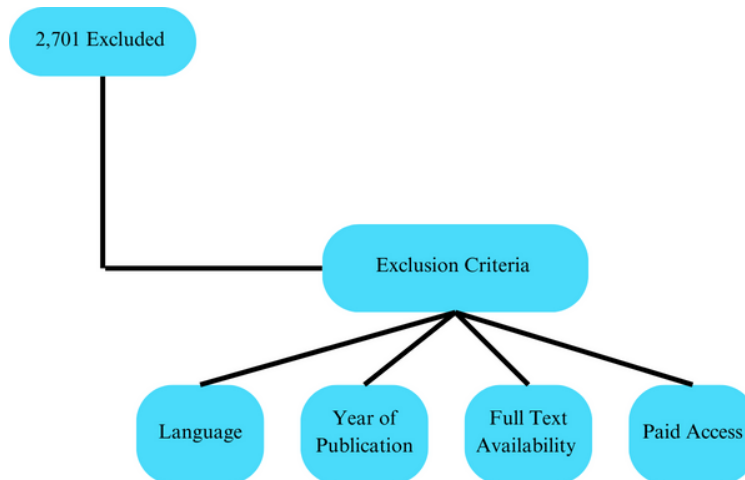 2,701 Excluded
Exclusion Criteria
Language
Year of
Publication
Full Text
Availability
Paid Access